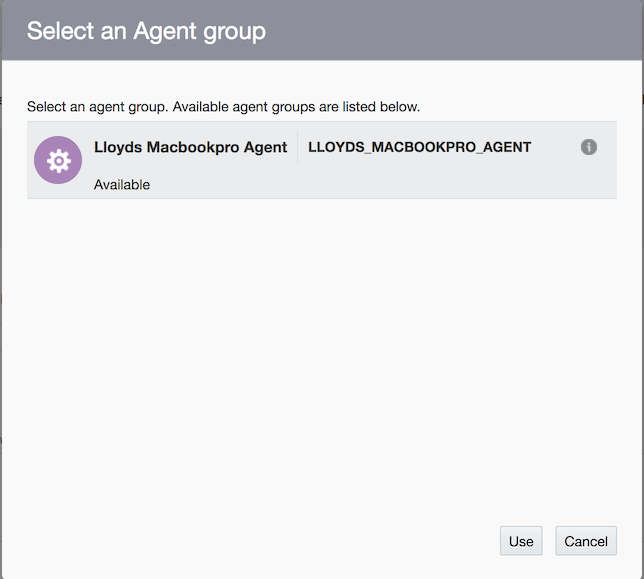 Select an Agent group
Select an agent group. Available agent groups are listed below.
Lloyds Macbookpro Agent LLOYDS_MACBOOKPRO_AGENT
Available
Use Cancel